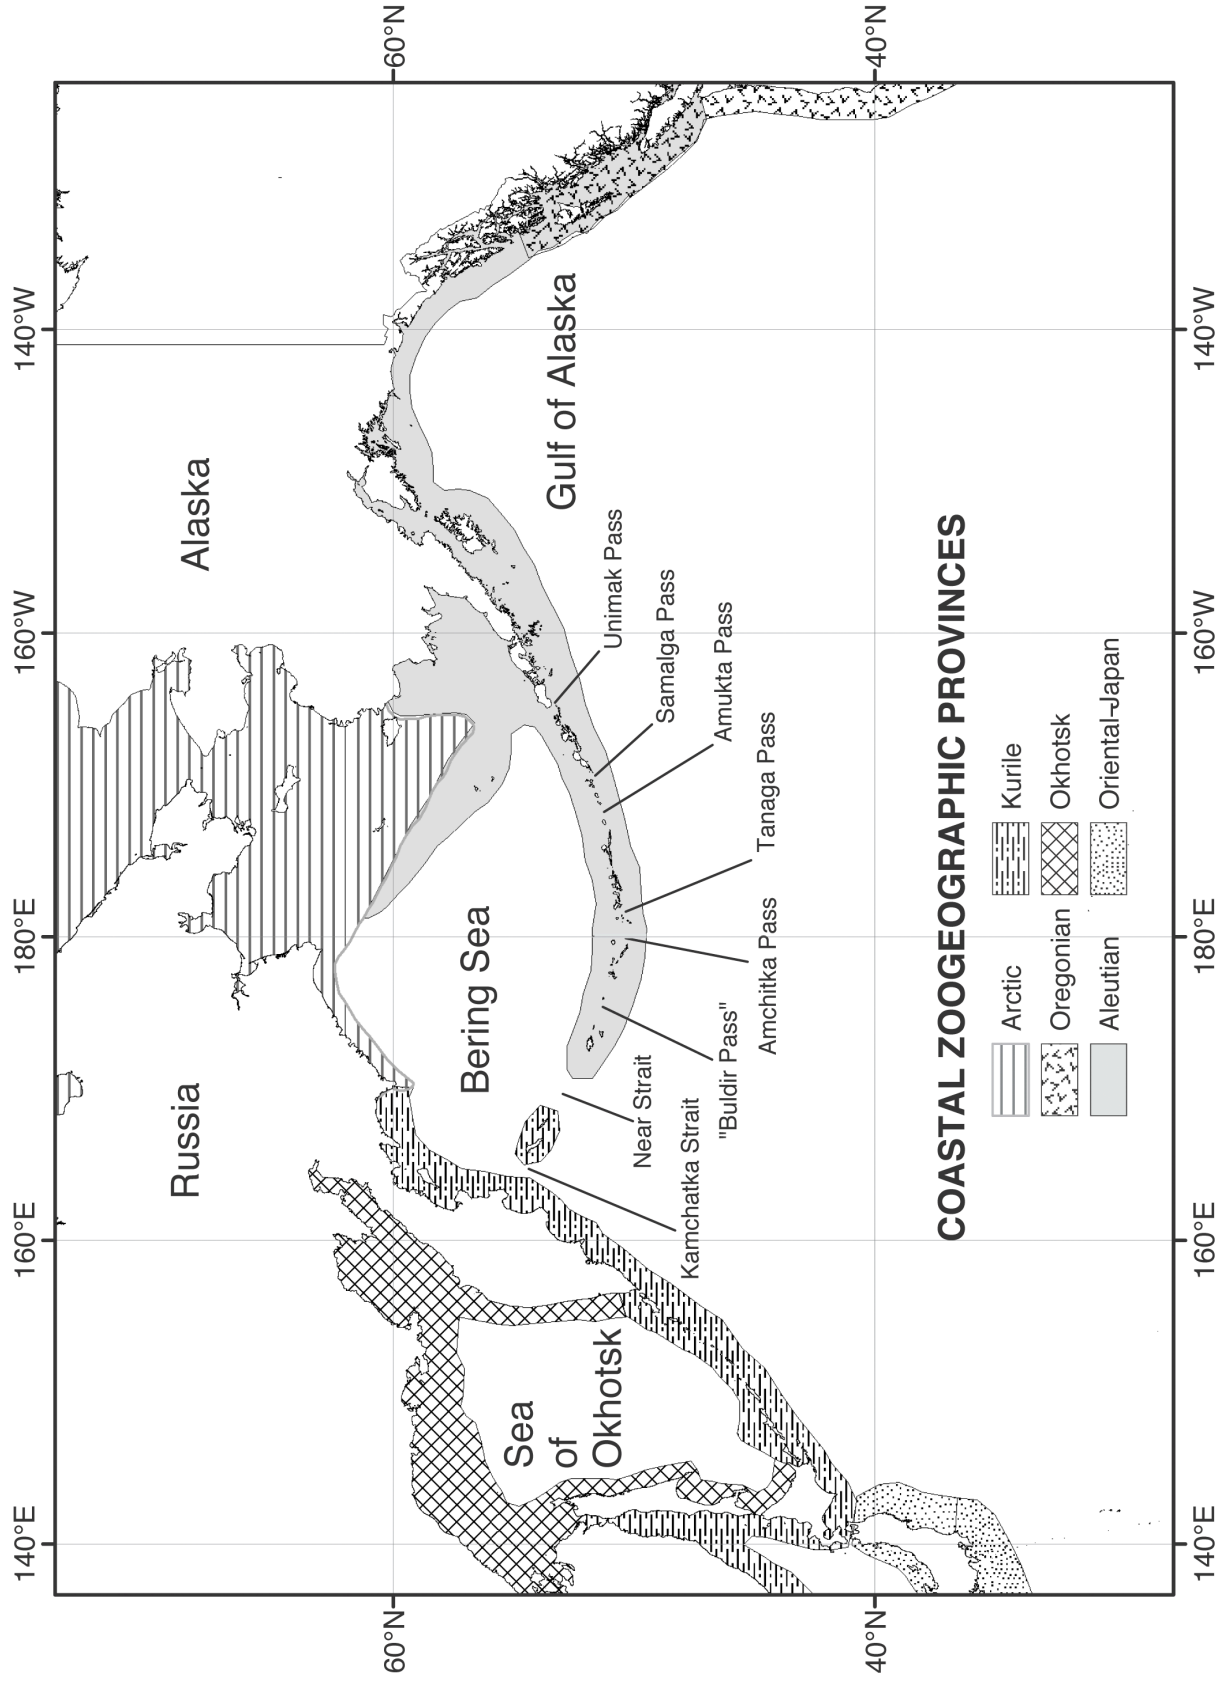 140°E
160°E
180°E
160°W
140°W
60°N
60°N
Russia
Alaska
Bering Sea
Gulf of Alaska
Sea
of
Okhotsk
Kamchatka Strait
Near Strait
"Buldir Pass"
Amchitka Pass
Tanaga Pass
Amukta Pass
Samalga Pass
Unimak Pass
40°N
40°N
COASTAL ZOOGEOGRAPHIC PROVINCES
Arctic
Kurile
Oregonian
Okhotsk
Aleutian
Oriental-Japan
140°E
160°E
180°E
160°W
140°W